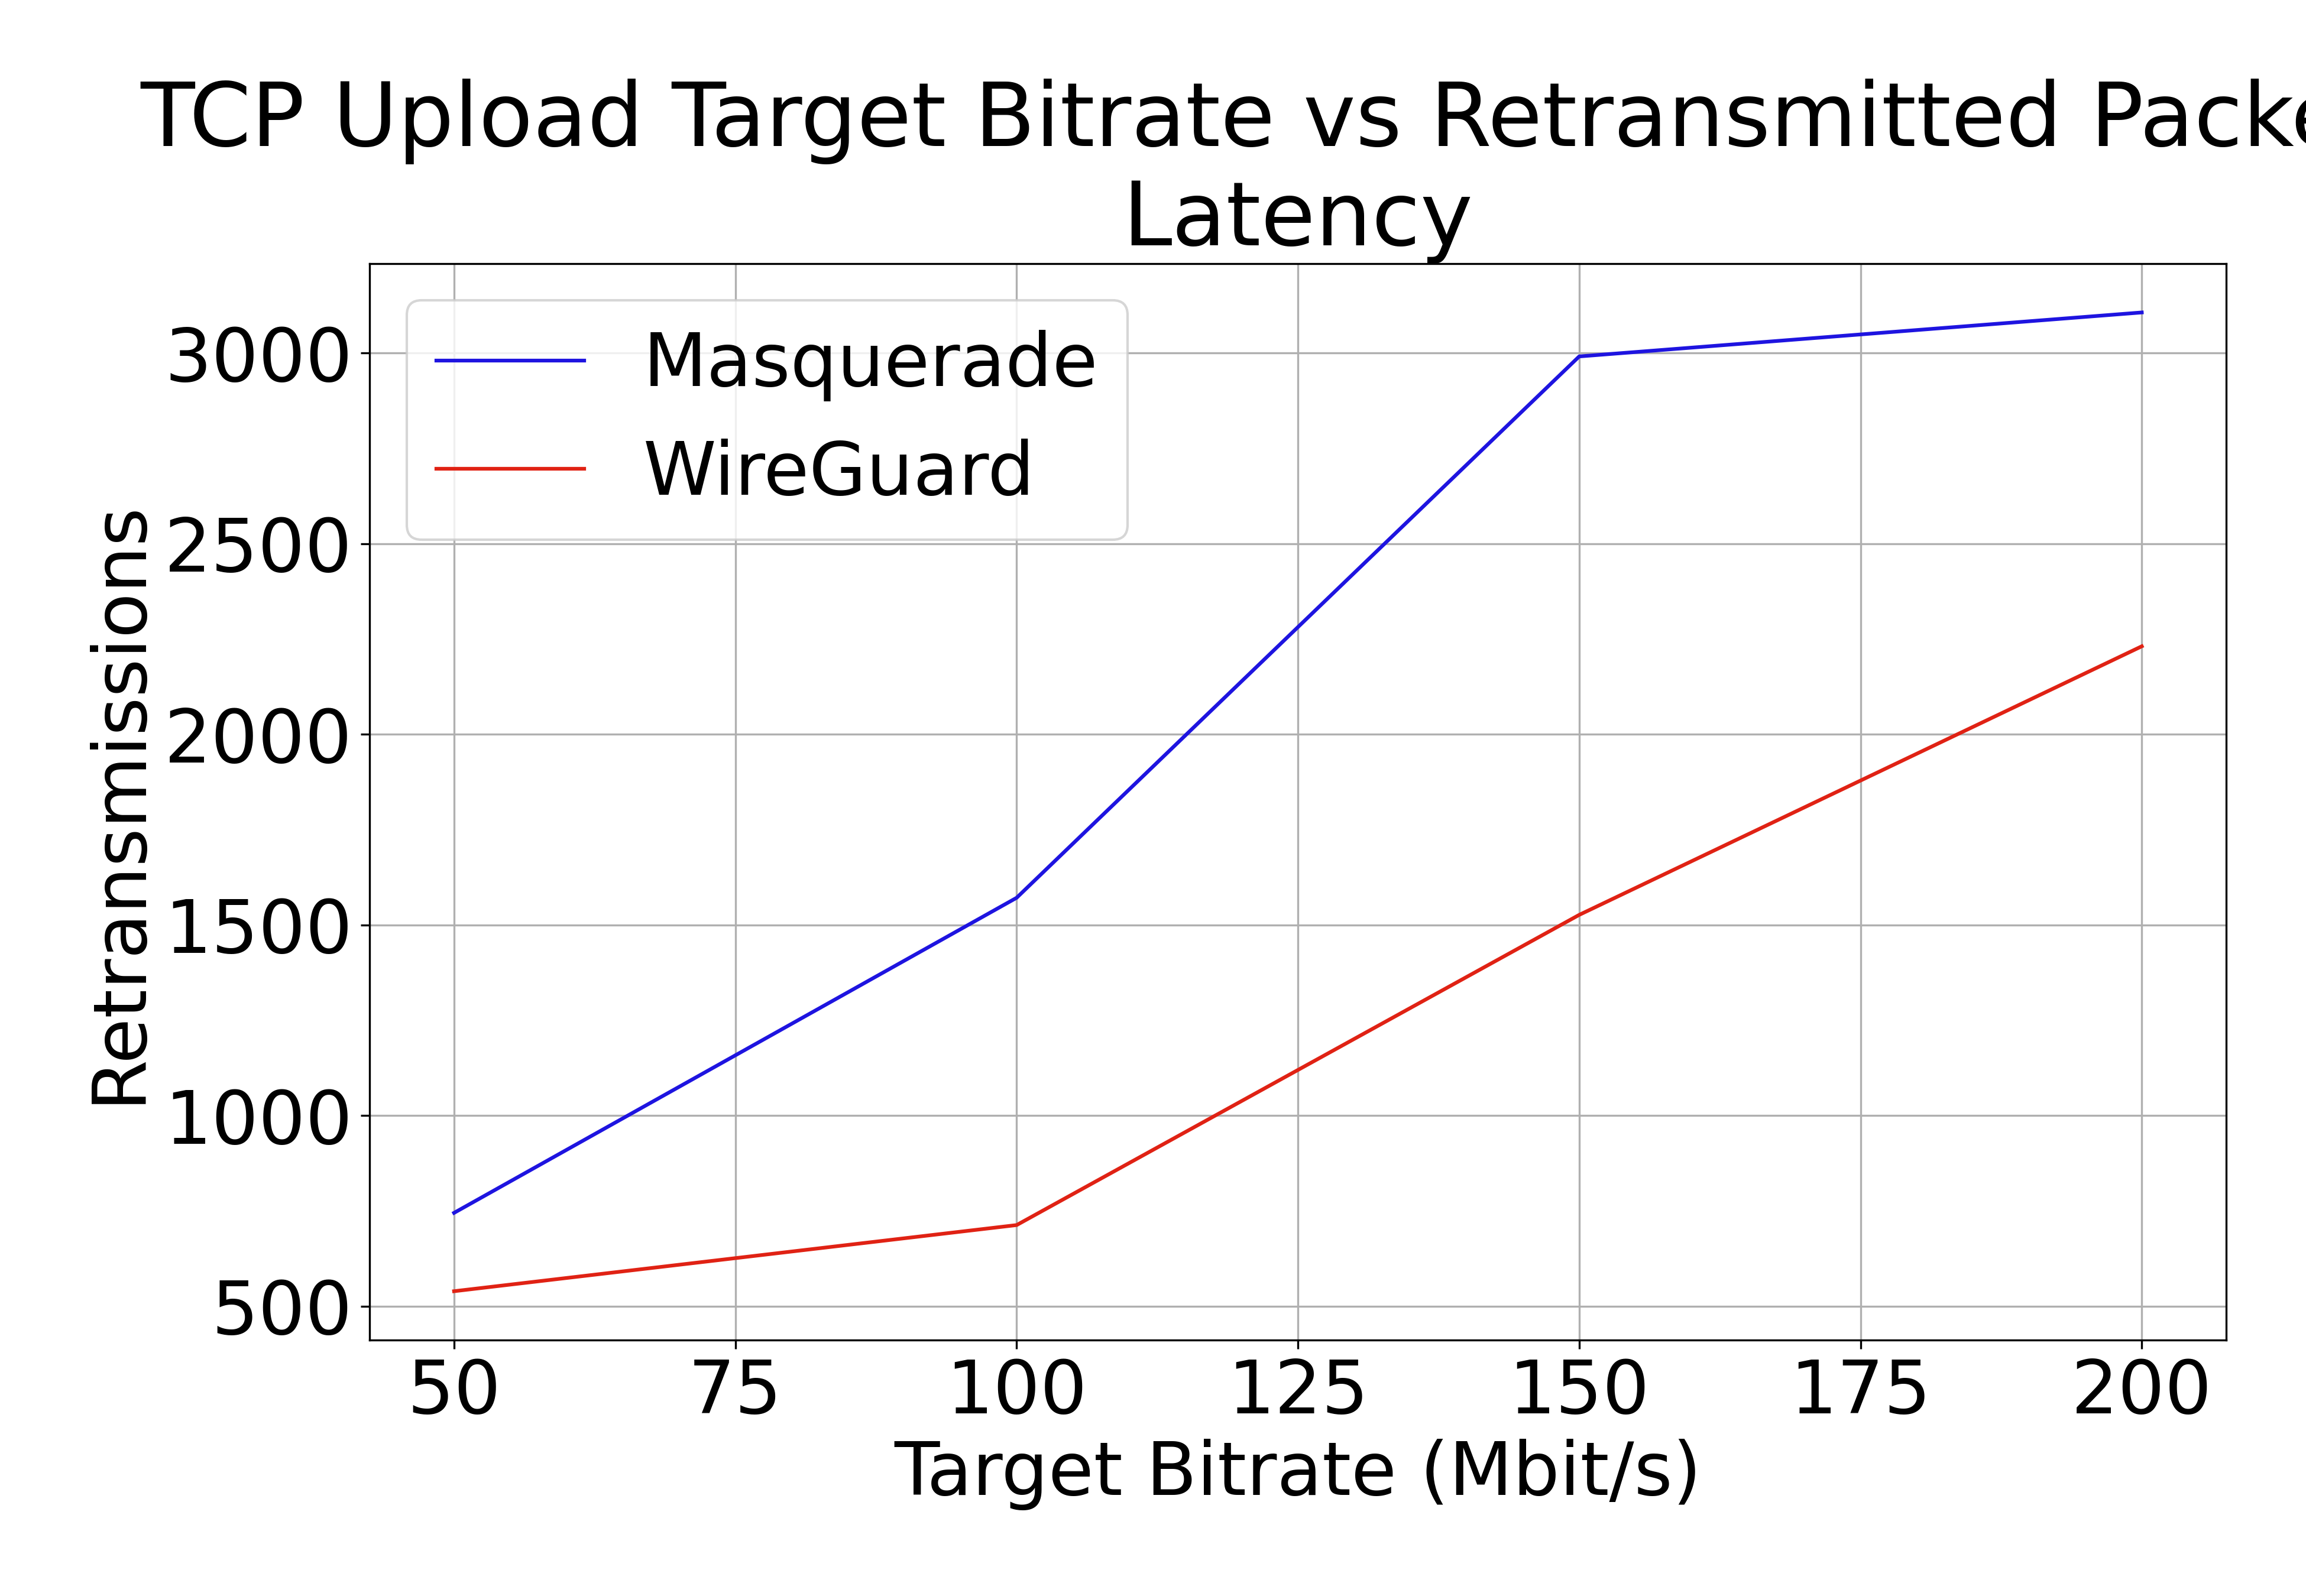 TCP Upload Target Bitrate vs Retransmitted
Latency
Masquerade
WireGuard
3000
2500
2000
1500
1000
500
Retransmissions
50 75 100 125 150 175 200
Target Bitrate (Mbit/s)